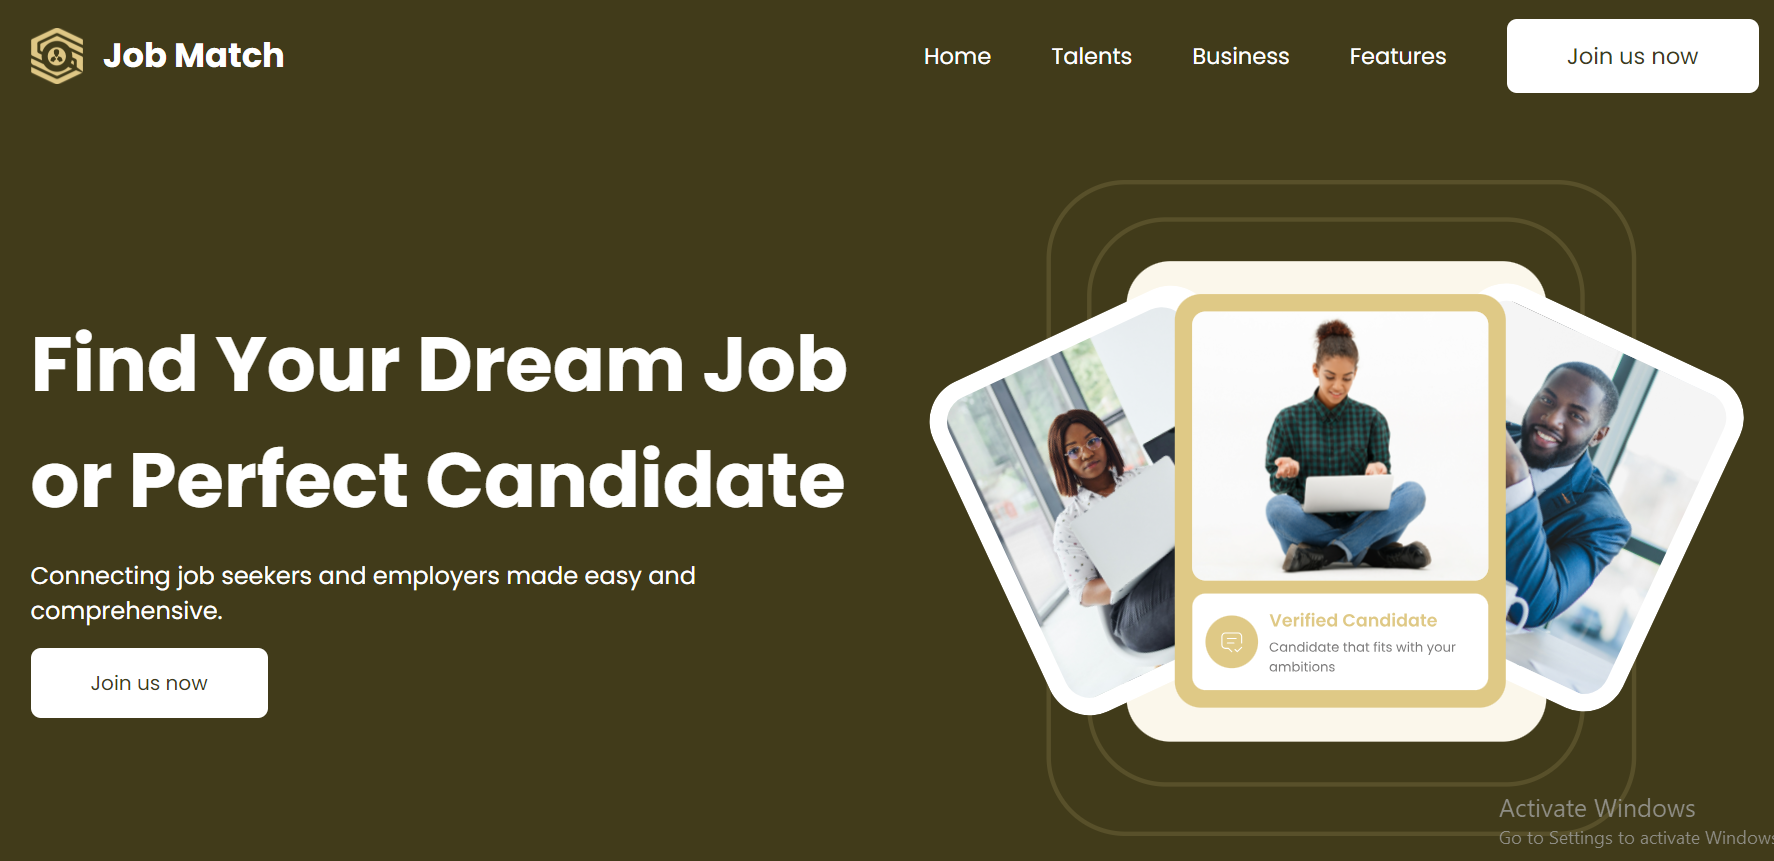 Job Match
Home
Talents
Business
Features
Join us now
Find Your Dream Job
or Perfect Candidate
Connecting job seekers and employers made easy and
comprehensive.
Join us now
Verified Candidate
Candidate that fits with your
ambitions
Activate Windows
Go to Settings to activate Windows